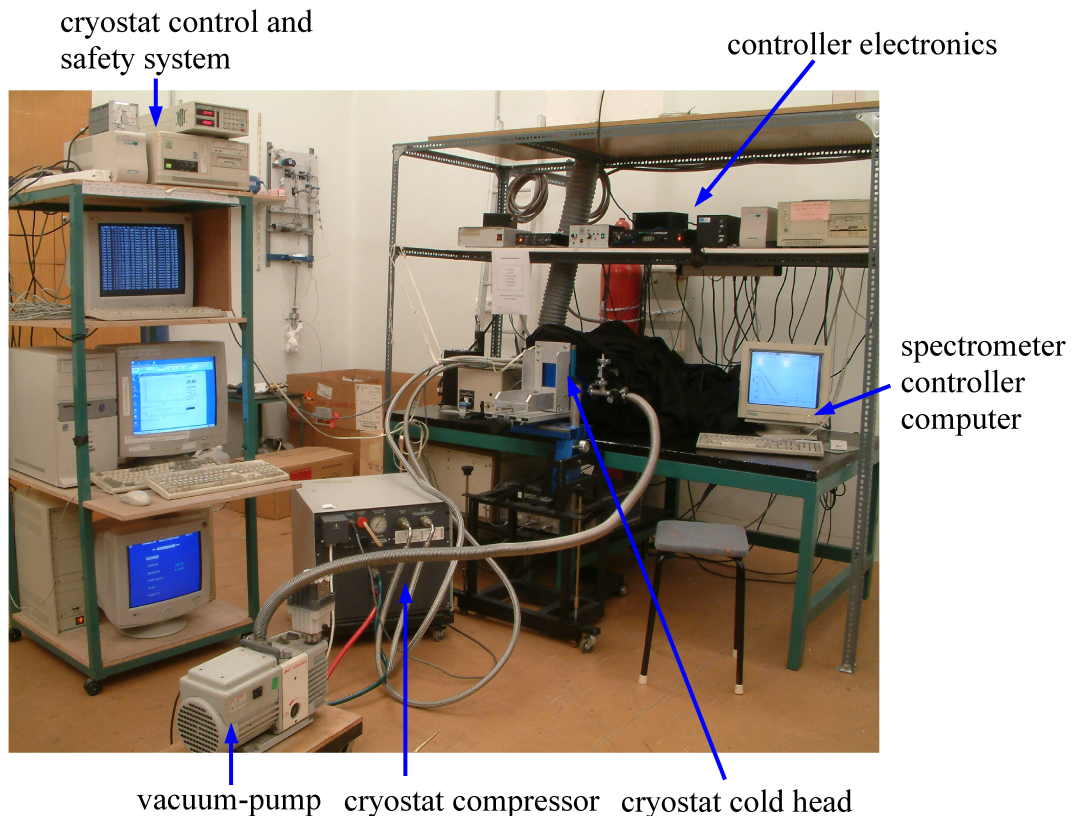 cryostat control and
safety system
controller electronics
spectrometer
controller
computer
vacuum-pump
cryostat compressor
cryostat cold head